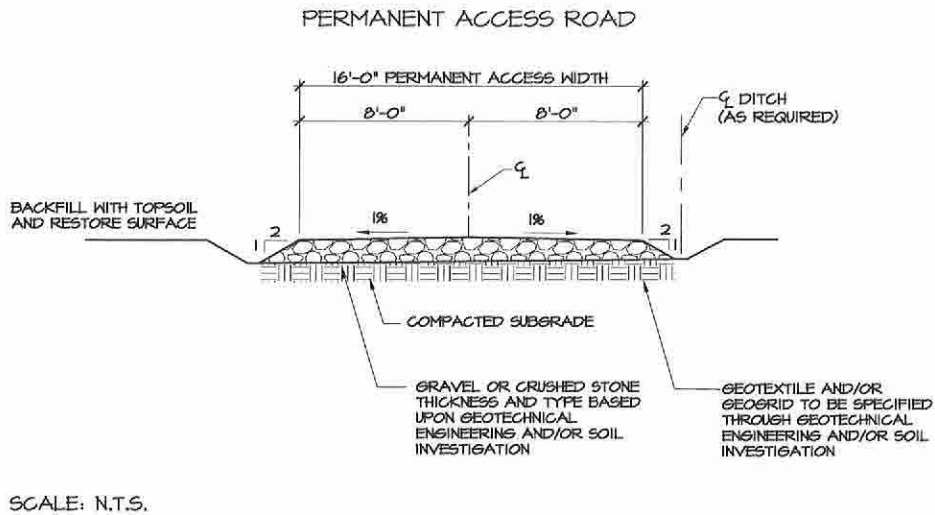 PERMANENT ACCESS ROAD
16'-0" PERMANENT ACCESS WIDTH
8'-0" 8'-0"
℄ DITCH
(AS REQUIRED)
℄
BACKFILL WITH TOPSOIL
AND RESTORE SURFACE
1% 1%
1 2 2 1
COMPACTED SUBGRADE
GRAVEL OR CRUSHED STONE
THICKNESS AND TYPE BASED
UPON GEOTECHNICAL
ENGINEERING AND/OR SOIL
INVESTIGATION
GEOTEXTILE AND/OR
GEOGRID TO BE SPECIFIED
THROUGH GEOTECHNICAL
ENGINEERING AND/OR SOIL
INVESTIGATION
SCALE: N.T.S.